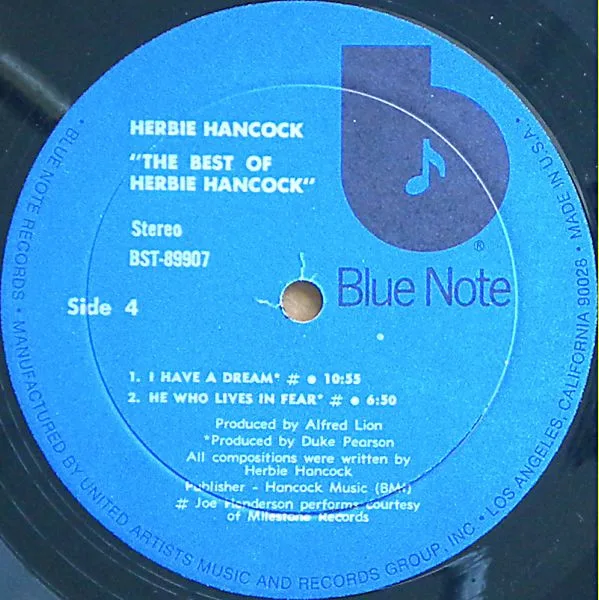 HERBIE HANCOCK
"THE BEST OF
HERBIE HANCOCK"
Stereo
BST-89907
Side 4
®
Blue Note
1. I HAVE A DREAM* # • 10:55
2. HE WHO LIVES IN FEAR* # • 6:50
Produced by Alfred Lion
*Produced by Duke Pearson
All compositions were written by
Herbie Hancock
Publisher - Hancock Music (BMI)
# Joe Henderson performs courtesy
of Milestone Records
• BLUE NOTE RECORDS • MANUFACTURED BY UNITED ARTISTS MUSIC AND RECORDS GROUP, INC. • LOS ANGELES, CALIFORNIA 90028 • MADE IN U.S.A. •